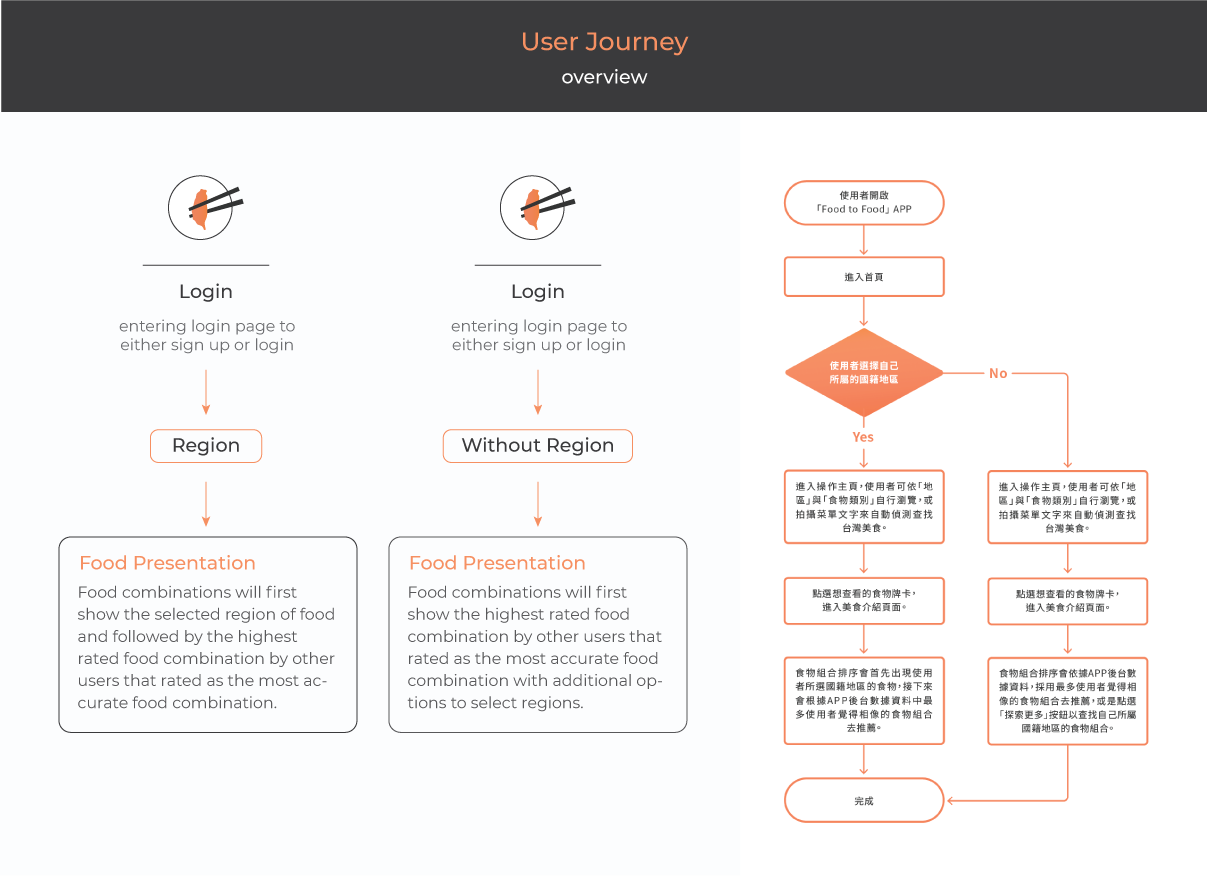 User Journey
overview
Login
entering login page to
either sign up or login
Region
Food Presentation
Food combinations will first
show the selected region of food
and followed by the highest
rated food combination by other
users that rated as the most ac-
curate food combination.
Login
entering login page to
either sign up or login
Without Region
Food Presentation
Food combinations will first
show the highest rated food
combination by other users that
rated as the most accurate food
combination with additional op-
tions to select regions.
使用者開啟
「Food to Food」APP
進入首頁
使用者選擇自己
所屬的國籍地區
No
Yes
進入操作主頁,使用者可依「地
區」與「食物類別」自行瀏覽,或
拍攝菜單文字來自動偵測查找
台灣美食。
點選想查看的食物牌卡,
進入美食介紹頁面。
食物組合排序會首先出現使用
者所選國籍地區的食物,接下來
會根據APP後台數據資料中最
多使用者覺得相像的食物組合
去推薦。
進入操作主頁,使用者可依「地
區」與「食物類別」自行瀏覽,或
拍攝菜單文字來自動偵測查找
台灣美食。
點選想查看的食物牌卡,
進入美食介紹頁面。
食物組合排序會依據APP後台數
據資料,採用最多使用者覺得相
像的食物組合去推薦,或是點選
「探索更多」按鈕以查找自己所屬
國籍地區的食物組合。
完成